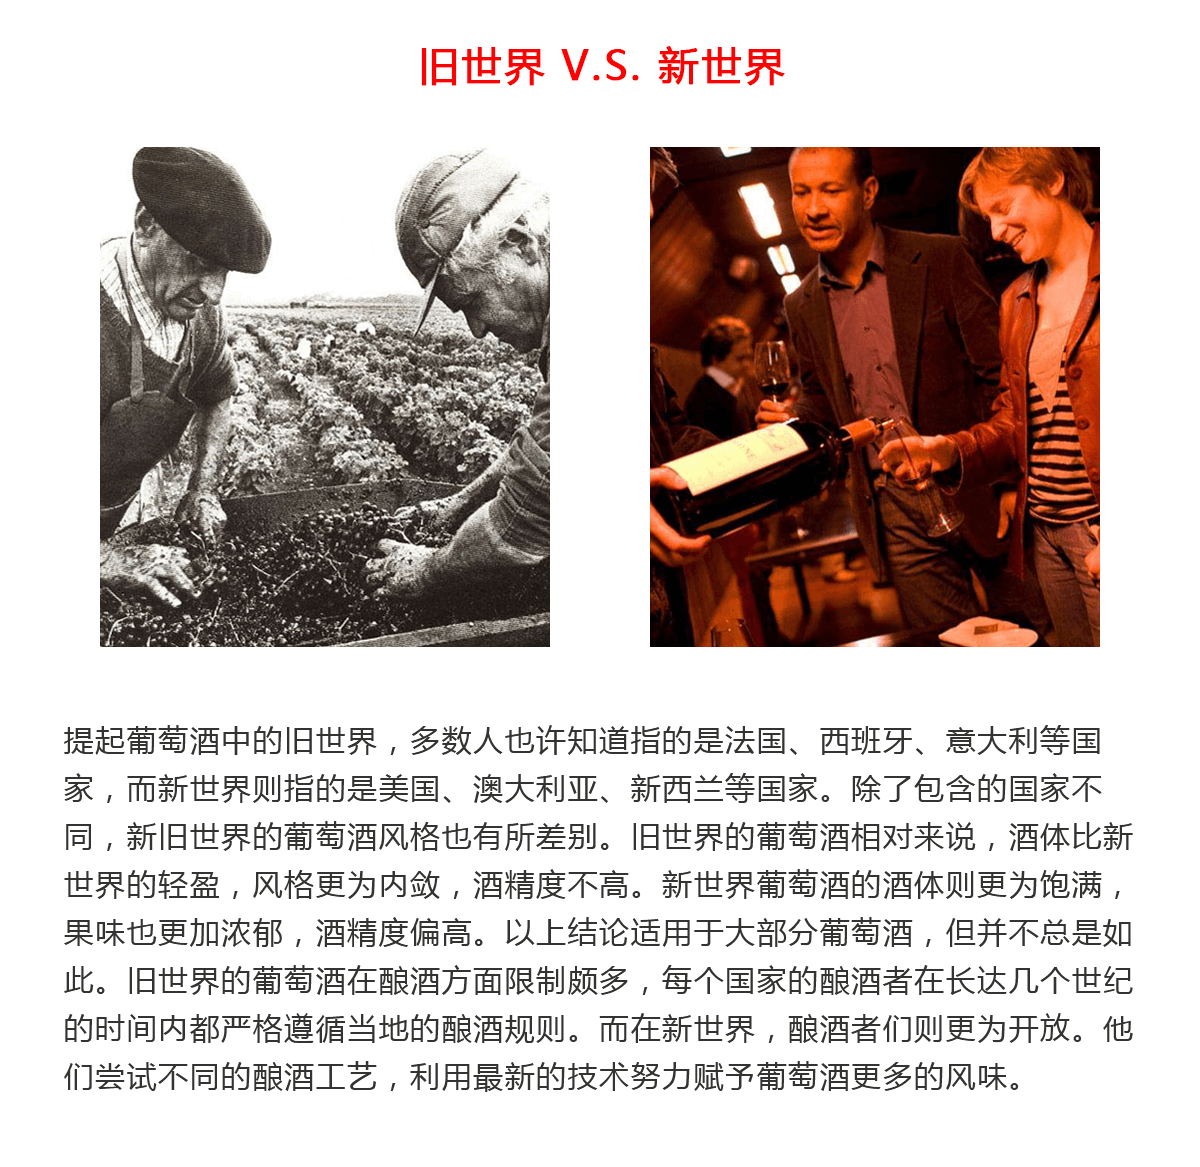 旧世界 V.S. 新世界
提起葡萄酒中的旧世界，多数人也许知道指的是法国、西班牙、意大利等国
家，而新世界则指的是美国、澳大利亚、新西兰等国家。除了包含的国家不
同，新旧世界的葡萄酒风格也有所差别。旧世界的葡萄酒相对来说，酒体比新
世界的轻盈，风格更为内敛，酒精度不高。新世界葡萄酒的酒体则更为饱满，
果味也更加浓郁，酒精度偏高。以上结论适用于大部分葡萄酒，但并不总是如
此。旧世界的葡萄酒在酿酒方面限制颇多，每个国家的酿酒者在长达几个世纪
的时间内都严格遵循当地的酿酒规则。而在新世界，酿酒者们则更为开放。他
们尝试不同的酿酒工艺，利用最新的技术努力赋予葡萄酒更多的风味。